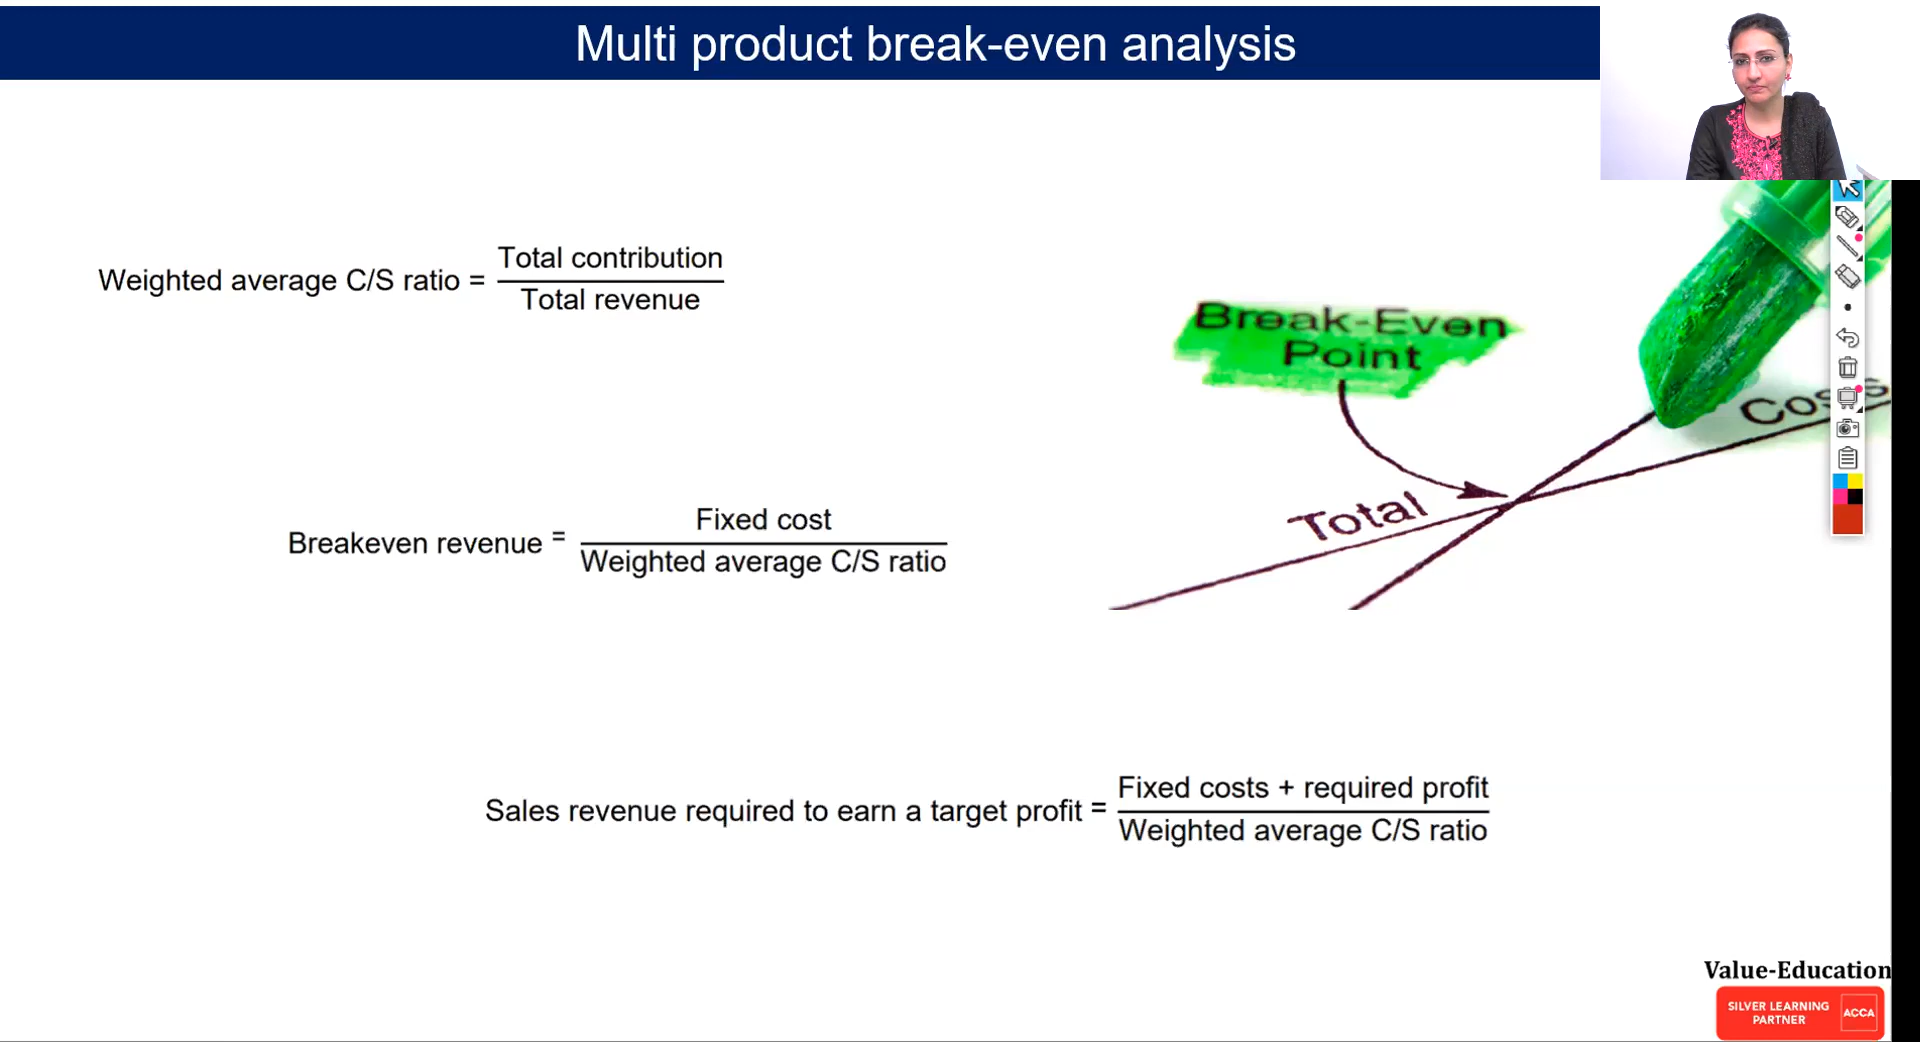 Multi product break-even analysis
Weighted average C/S ratio = Total contribution
Total revenue
Break-Even
Point
Total
Costs
Breakeven revenue = Fixed cost
Weighted average C/S ratio
Sales revenue required to earn a target profit = Fixed costs + required profit
Weighted average C/S ratio
Value-Education
SILVER LEARNING
PARTNER
ACCA